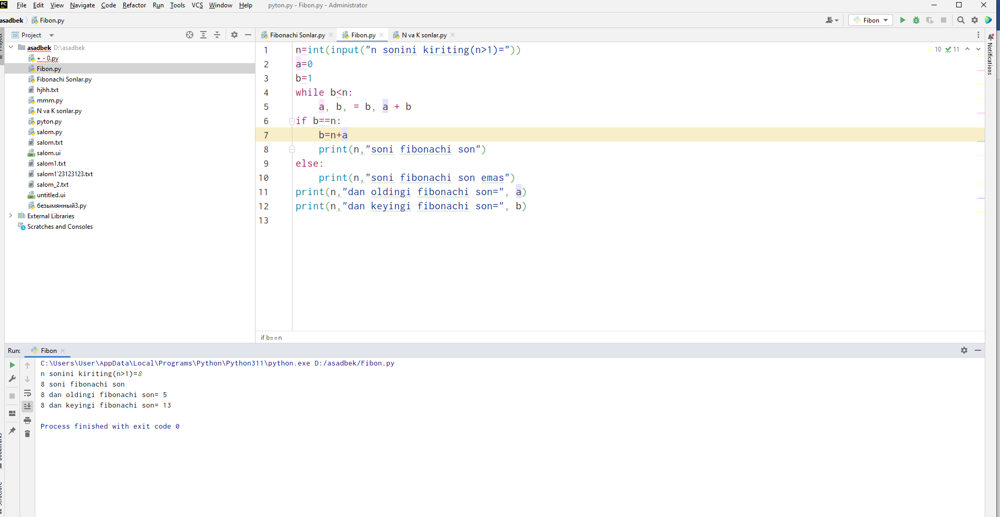 PC File Edit View Navigate Code Refactor Run Tools VCS Window Help pyton.py - Fibon.py - Administrator
asadbek Fibon.py Fibon
Project
Fibonachi Sonlar.py Fibon.py N va K sonlar.py
asadbek D:\asadbek
+ - 0.py
Fibon.py
Fibonachi Sonlar.py
hjhh.txt
mmm.py
N va K sonlar.py
pyton.py
salom.py
salom.txt
salom.ui
salom1.txt
salom1`23123123.txt
salom_2.txt
untitled.ui
безымянный3.py
External Libraries
Scratches and Consoles
1 n=int(input("n sonini kiriting(n>1)="))
2 a=0
3 b=1
4 while b<n:
5 a, b, = b, a + b
6 if b==n:
7 b=n+a
8 print(n,"soni fibonachi son")
9 else:
10 print(n,"soni fibonachi son emas")
11 print(n,"dan oldingi fibonachi son=", a)
12 print(n,"dan keyingi fibonachi son=", b)
13
10 11
Notifications
if b==n
Run: Fibon
C:\Users\User\AppData\Local\Programs\Python\Python311\python.exe D:/asadbek/Fibon.py
n sonini kiriting(n>1)=8
8 soni fibonachi son
8 dan oldingi fibonachi son= 5
8 dan keyingi fibonachi son= 13
Process finished with exit code 0